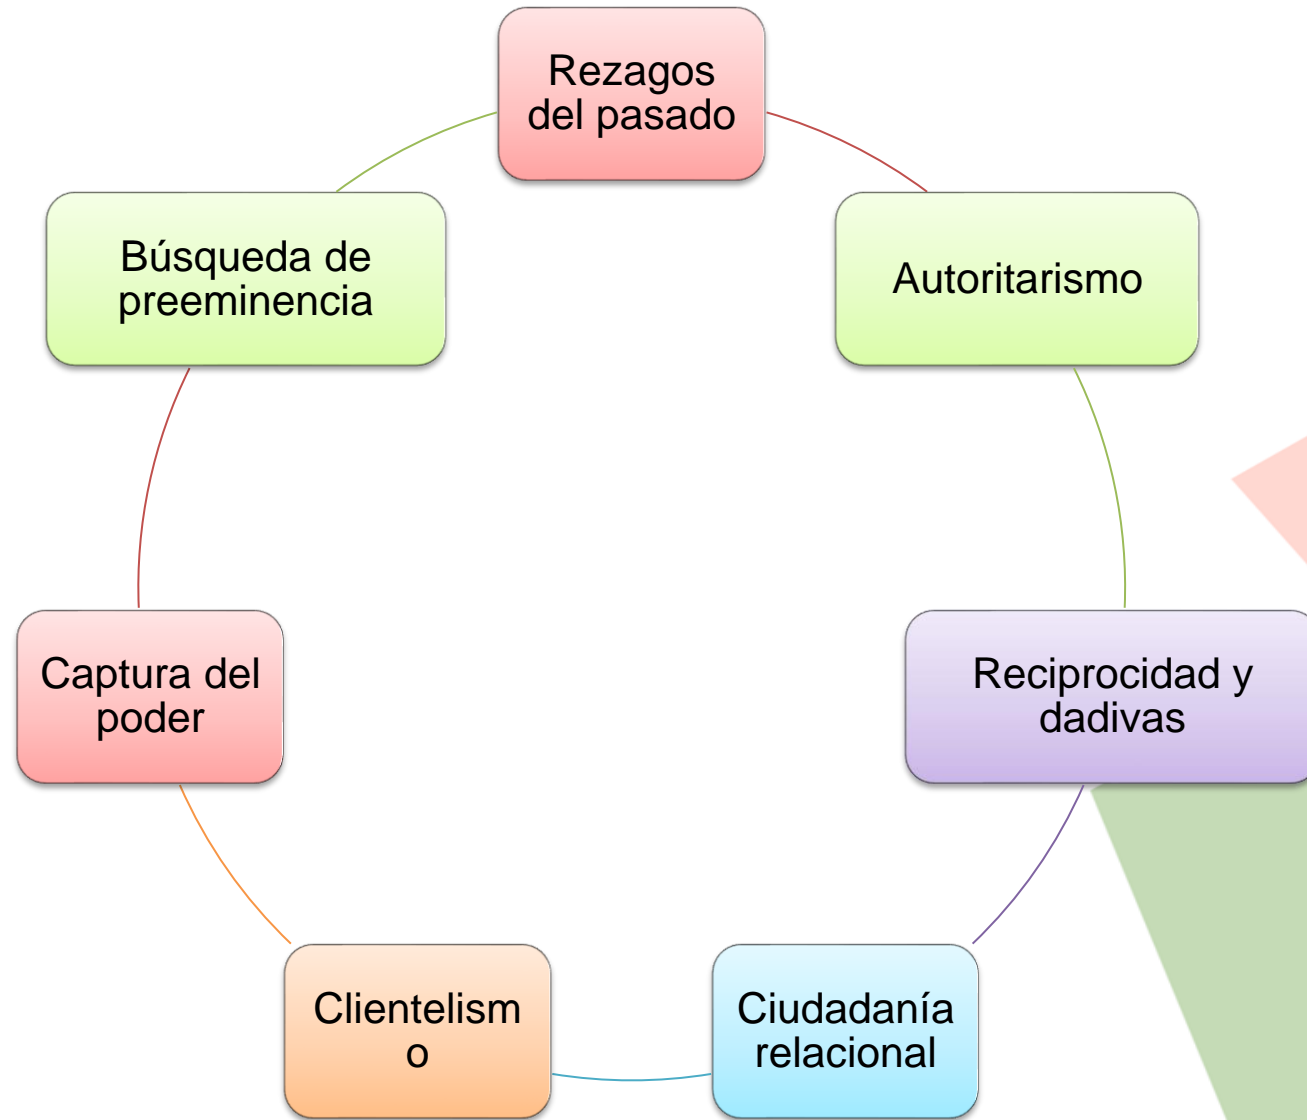 Rezagos
del pasado
Autoritarismo
Reciprocidad y
dadivas
Ciudadanía
relacional
Clientelism
o
Captura del
poder
Búsqueda de
preeminencia